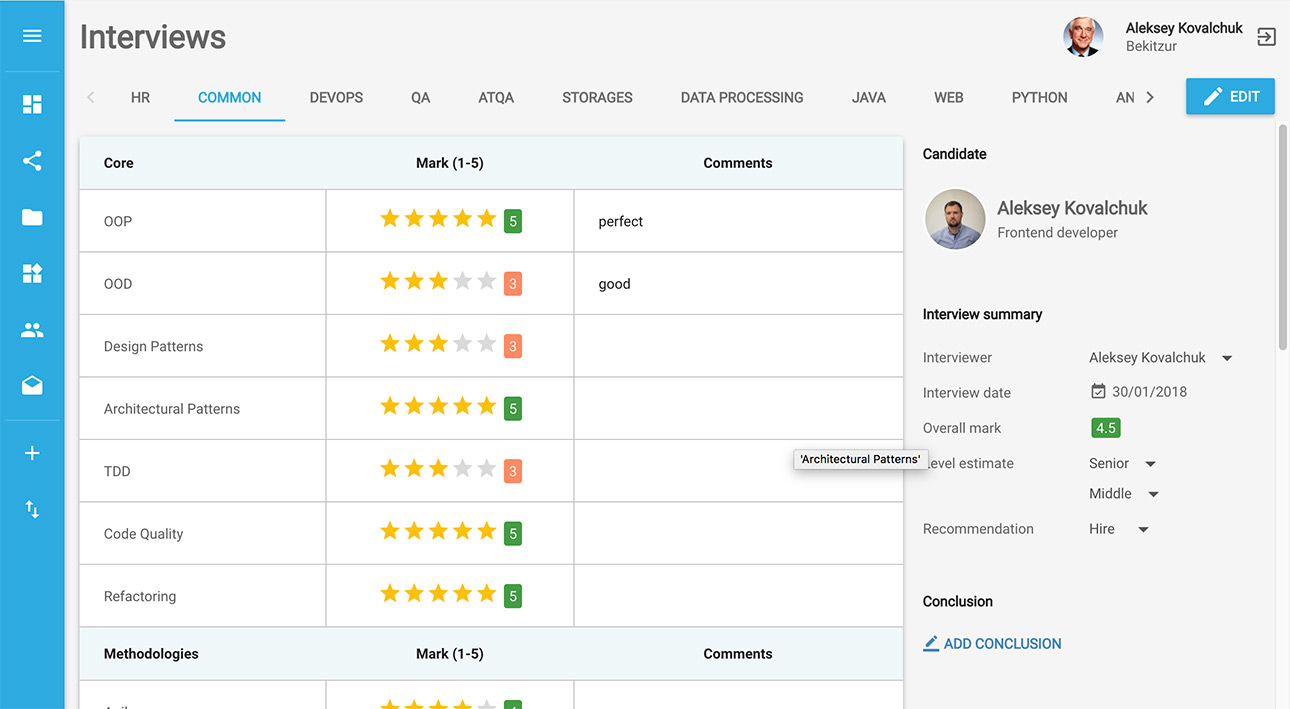 Interviews
Aleksey Kovalchuk
Bekitzur
HR COMMON DEVOPS QA ATQA STORAGES DATA PROCESSING JAVA WEB PYTHON AN
EDIT
Core Mark (1-5) Comments
OOP 5 perfect
OOD 3 good
Design Patterns 3
Architectural Patterns 5
TDD 3
Code Quality 5
Refactoring 5
Methodologies Mark (1-5) Comments
Candidate
Aleksey Kovalchuk
Frontend developer
Interview summary
Interviewer Aleksey Kovalchuk
Interview date 30/01/2018
Overall mark 4.5
'Architectural Patterns'
Level estimate Senior
Middle
Recommendation Hire
Conclusion
ADD CONCLUSION